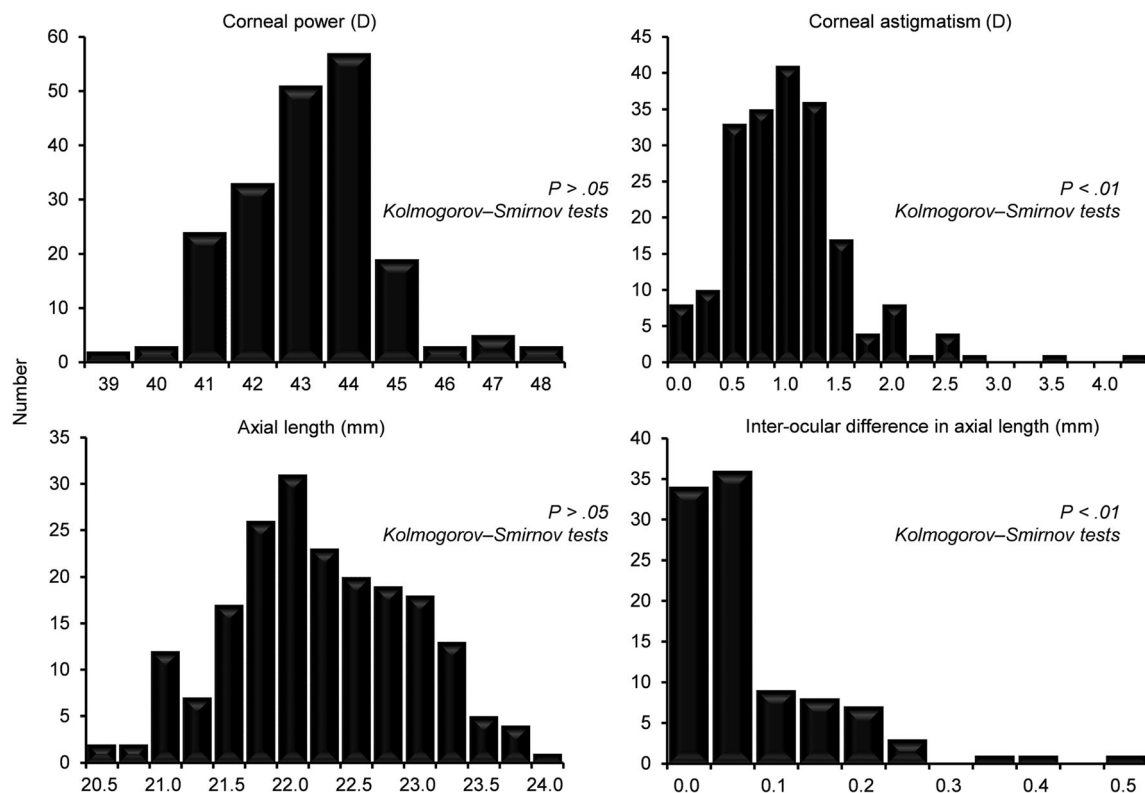 Corneal power (D)
60
50
40
30
20
10
0
39 40 41 42 43 44 45 46 47 48
P > .05
Kolmogorov–Smirnov tests
Corneal astigmatism (D)
45
40
35
30
25
20
15
10
5
0
0.0 0.5 1.0 1.5 2.0 2.5 3.0 3.5 4.0
P < .01
Kolmogorov–Smirnov tests
Number
Axial length (mm)
35
30
25
20
15
10
5
0
20.5 21.0 21.5 22.0 22.5 23.0 23.5 24.0
P > .05
Kolmogorov–Smirnov tests
Inter-ocular difference in axial length (mm)
40
35
30
25
20
15
10
5
0
0.0 0.1 0.2 0.3 0.4 0.5
P < .01
Kolmogorov–Smirnov tests